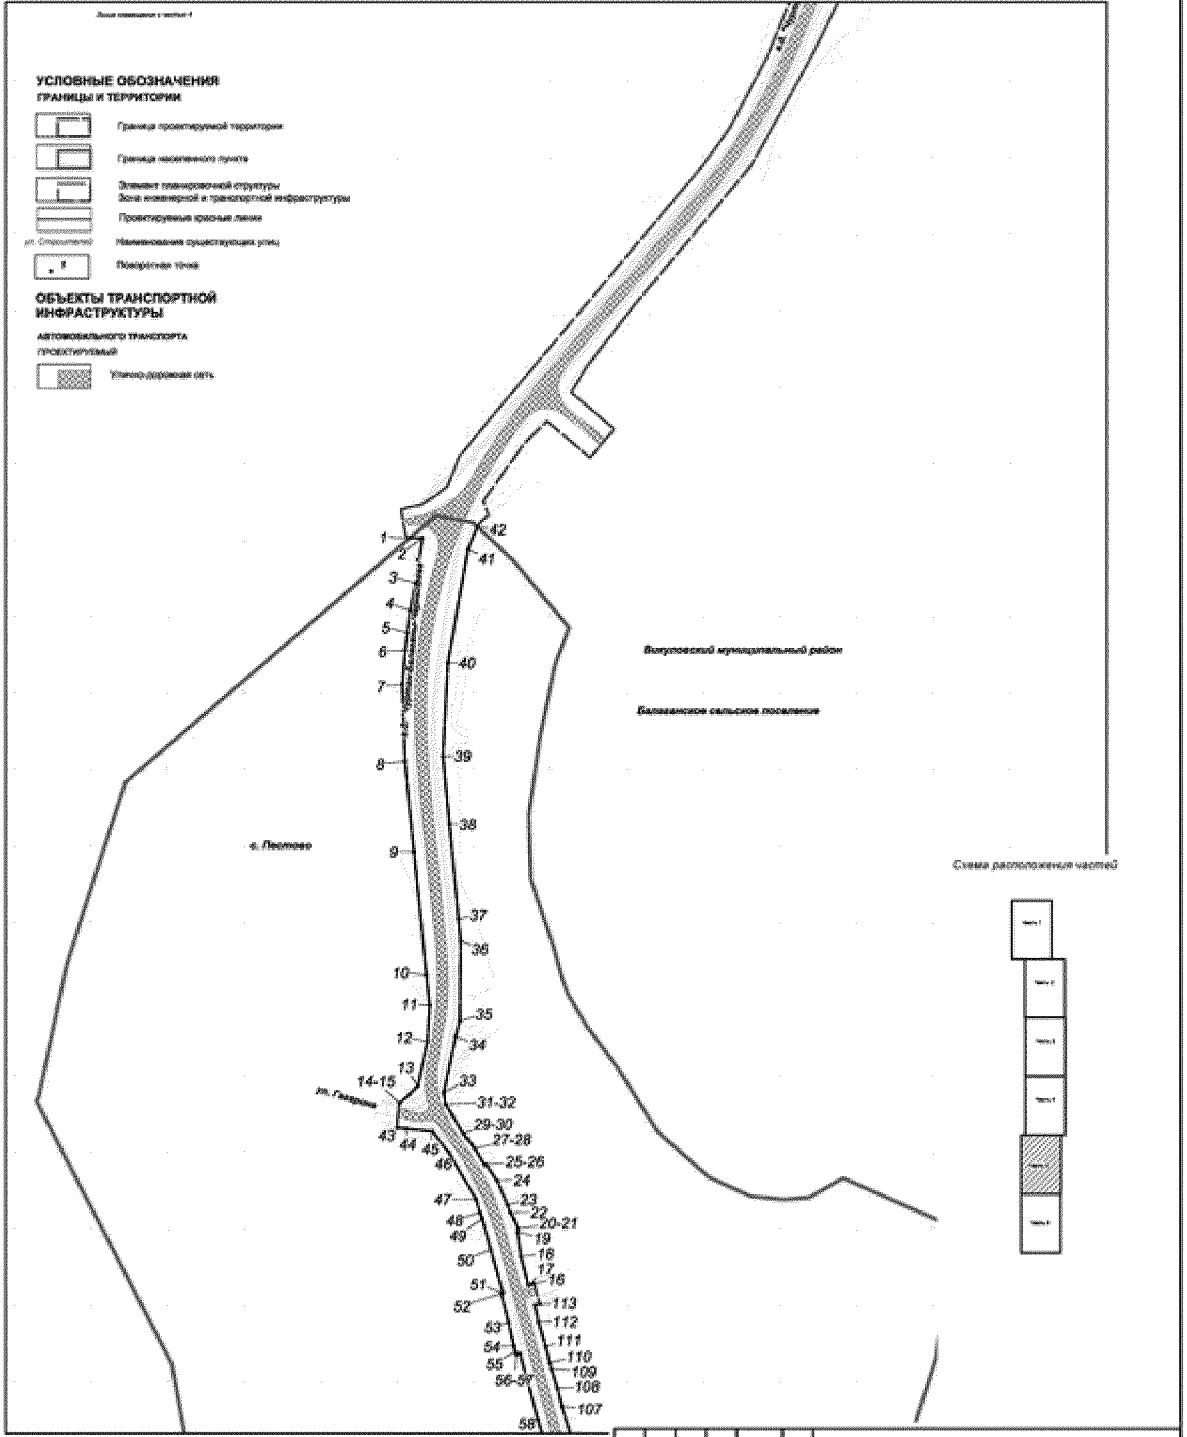 УСЛОВНЫЕ ОБОЗНАЧЕНИЯ
ГРАНИЦЫ И ТЕРРИТОРИИ
Граница проектируемой территории
Граница населенного пункта
Элемент планировочной структуры
Зона инженерной и транспортной инфраструктуры
Проектируемые красные линии
ул. Строителей
Наименование существующих улиц
Поворотная точка
ОБЪЕКТЫ ТРАНСПОРТНОЙ
ИНФРАСТРУКТУРЫ
АВТОМОБИЛЬНОГО ТРАНСПОРТА
ПРОЕКТИРУЕМЫЙ
Улично-дорожная сеть
1
2
3
4
5
6
7
8
9
10
11
12
13
14-15
ул. Гагарина
42
41
40
39
38
37
36
35
34
33
31-32
29-30
27-28
25-26
24
23
22
20-21
19
18
17
16
113
112
111
110
109
108
107
43
44
45
46
47
48
49
50
51
52
53
54
55
56-57
58
Викуловский муниципальный район
Балаганское сельское поселение
с. Пестово
Схема расположения частей